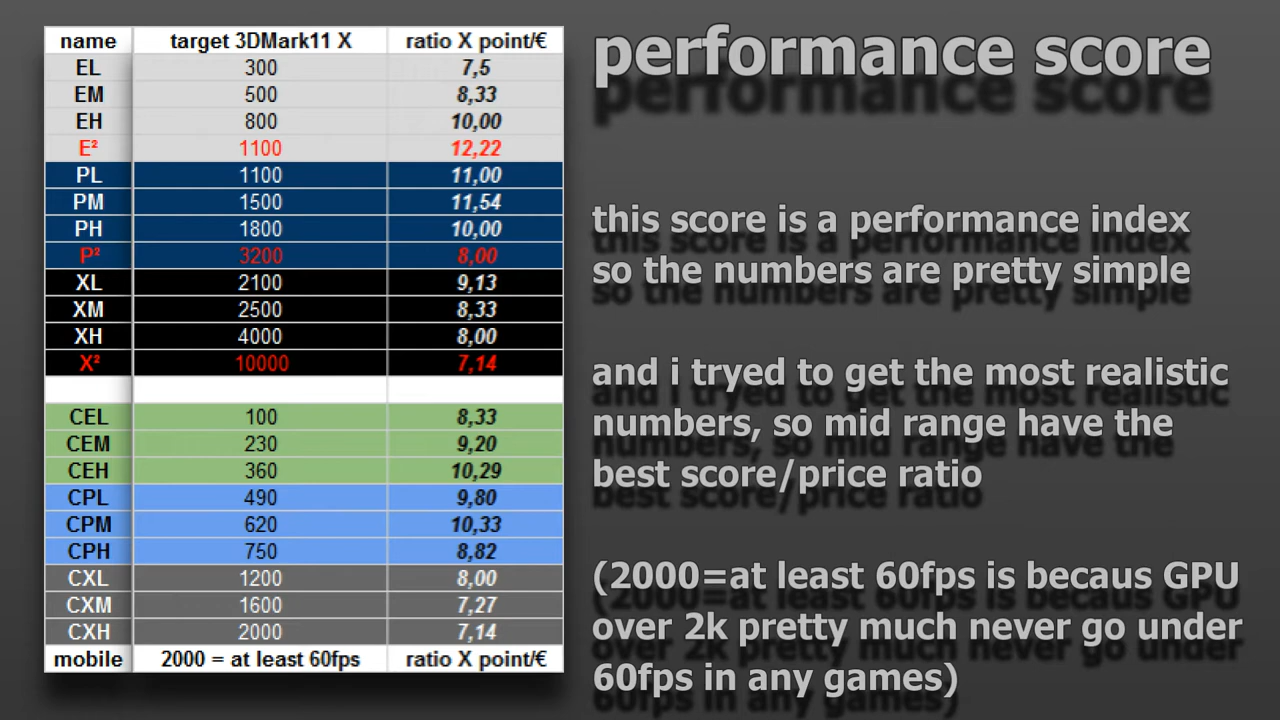 name target 3DMark11 X ratio X point/€
EL 300 7,5
EM 500 8,33
EH 800 10,00
E² 1100 12,22
PL 1100 11,00
PM 1500 11,54
PH 1800 10,00
P² 3200 8,00
XL 2100 9,13
XM 2500 8,33
XH 4000 8,00
X² 10000 7,14
CEL 100 8,33
CEM 230 9,20
CEH 360 10,29
CPL 490 9,80
CPM 620 10,33
CPH 750 8,82
CXL 1200 8,00
CXM 1600 7,27
CXH 2000 7,14
mobile 2000 = at least 60fps ratio X point/€
performance score
this score is a performance index
so the numbers are pretty simple
and i tryed to get the most realistic
numbers, so mid range have the
best score/price ratio
(2000=at least 60fps is becaus GPU
over 2k pretty much never go under
60fps in any games)